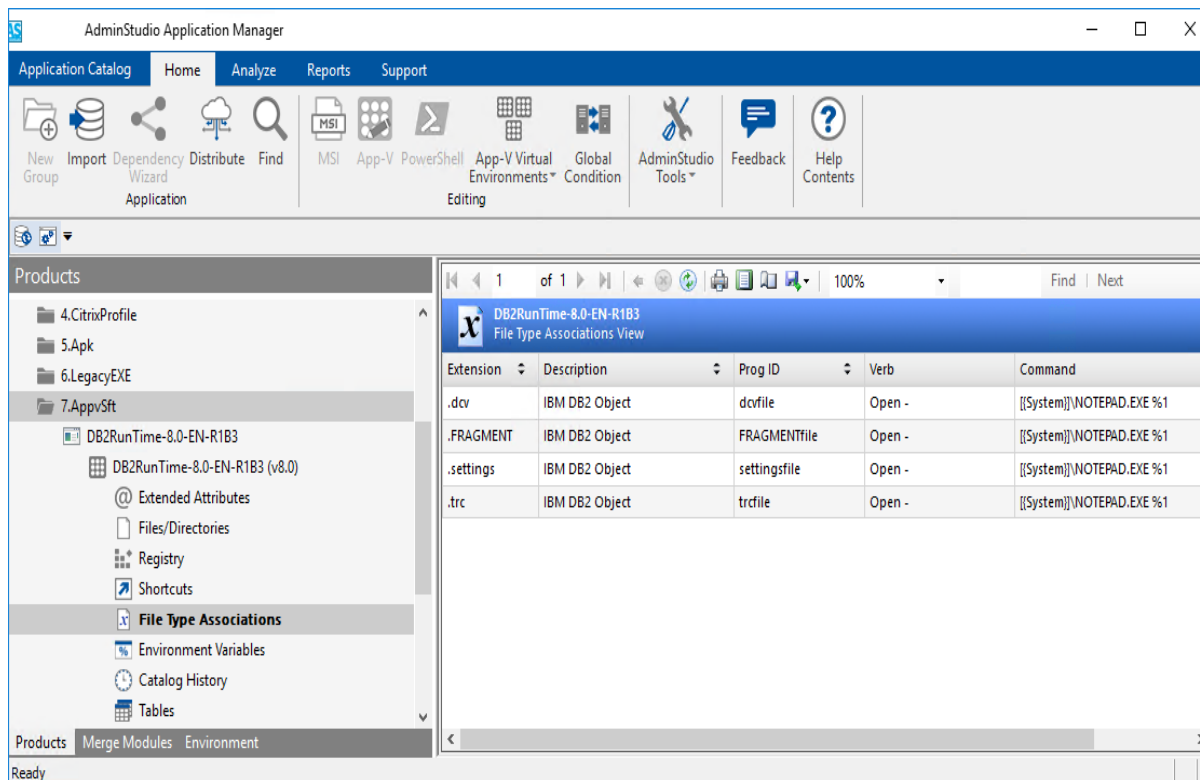 AS AdminStudio Application Manager
Application Catalog Home Analyze Reports Support
New Group Import Dependency Wizard Distribute Find MSI App-V PowerShell App-V Virtual Environments Global Condition AdminStudio Tools Feedback Help Contents
MSI
Application Editing
Products
4.CitrixProfile
5.Apk
6.LegacyEXE
7.AppvSft
DB2RunTime-8.0-EN-R1B3
DB2RunTime-8.0-EN-R1B3 (v8.0)
Extended Attributes
Files/Directories
Registry
Shortcuts
File Type Associations
Environment Variables
Catalog History
Tables
Products Merge Modules Environment
1 of 1 100% Find | Next
DB2RunTime-8.0-EN-R1B3
File Type Associations View
Extension Description Prog ID Verb Command
.dcv IBM DB2 Object dcvfile Open - [{System}]\NOTEPAD.EXE %1
.FRAGMENT IBM DB2 Object FRAGMENTfile Open - [{System}]\NOTEPAD.EXE %1
.settings IBM DB2 Object settingsfile Open - [{System}]\NOTEPAD.EXE %1
.trc IBM DB2 Object trcfile Open - [{System}]\NOTEPAD.EXE %1
Ready